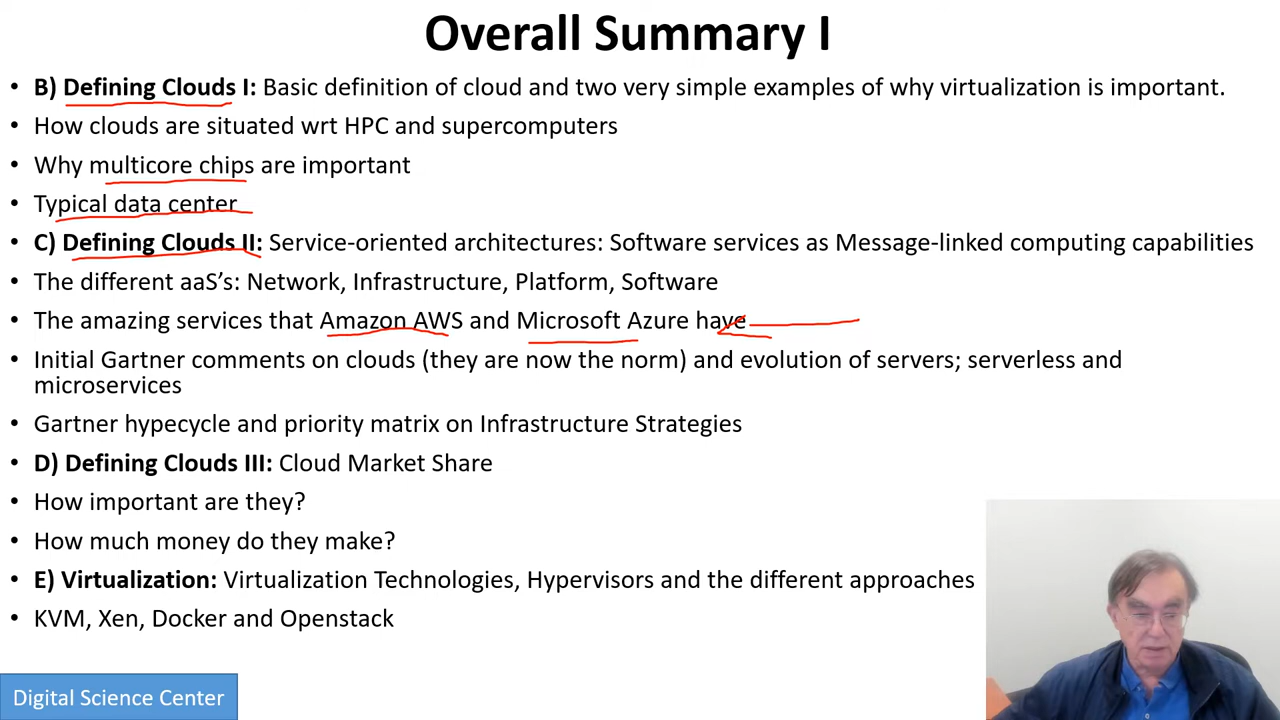 Overall Summary I
• B) Defining Clouds I: Basic definition of cloud and two very simple examples of why virtualization is important.
• How clouds are situated wrt HPC and supercomputers
• Why multicore chips are important
• Typical data center
• C) Defining Clouds II: Service-oriented architectures: Software services as Message-linked computing capabilities
• The different aaS’s: Network, Infrastructure, Platform, Software
• The amazing services that Amazon AWS and Microsoft Azure have
• Initial Gartner comments on clouds (they are now the norm) and evolution of servers; serverless and
microservices
• Gartner hypecycle and priority matrix on Infrastructure Strategies
• D) Defining Clouds III: Cloud Market Share
• How important are they?
• How much money do they make?
• E) Virtualization: Virtualization Technologies, Hypervisors and the different approaches
• KVM, Xen, Docker and Openstack
Digital Science Center